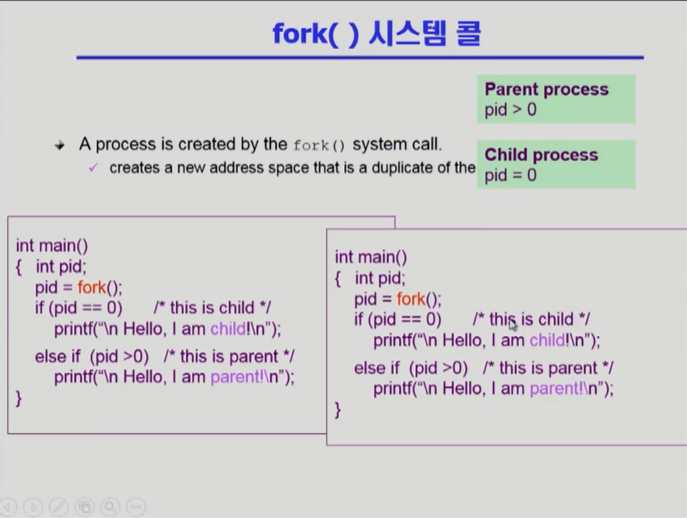 fork( ) 시스템 콜
Parent process
pid > 0
A process is created by the fork() system call.
creates a new address space that is a duplicate of the
Child process
pid = 0
int main()
{ int pid;
pid = fork();
if (pid == 0) /* this is child */
printf(“\n Hello, I am child!\n”);
else if (pid >0) /* this is parent */
printf(“\n Hello, I am parent!\n”);
}
int main()
{ int pid;
pid = fork();
if (pid == 0) /* this is child */
printf(“\n Hello, I am child!\n”);
else if (pid >0) /* this is parent */
printf(“\n Hello, I am parent!\n”);
}